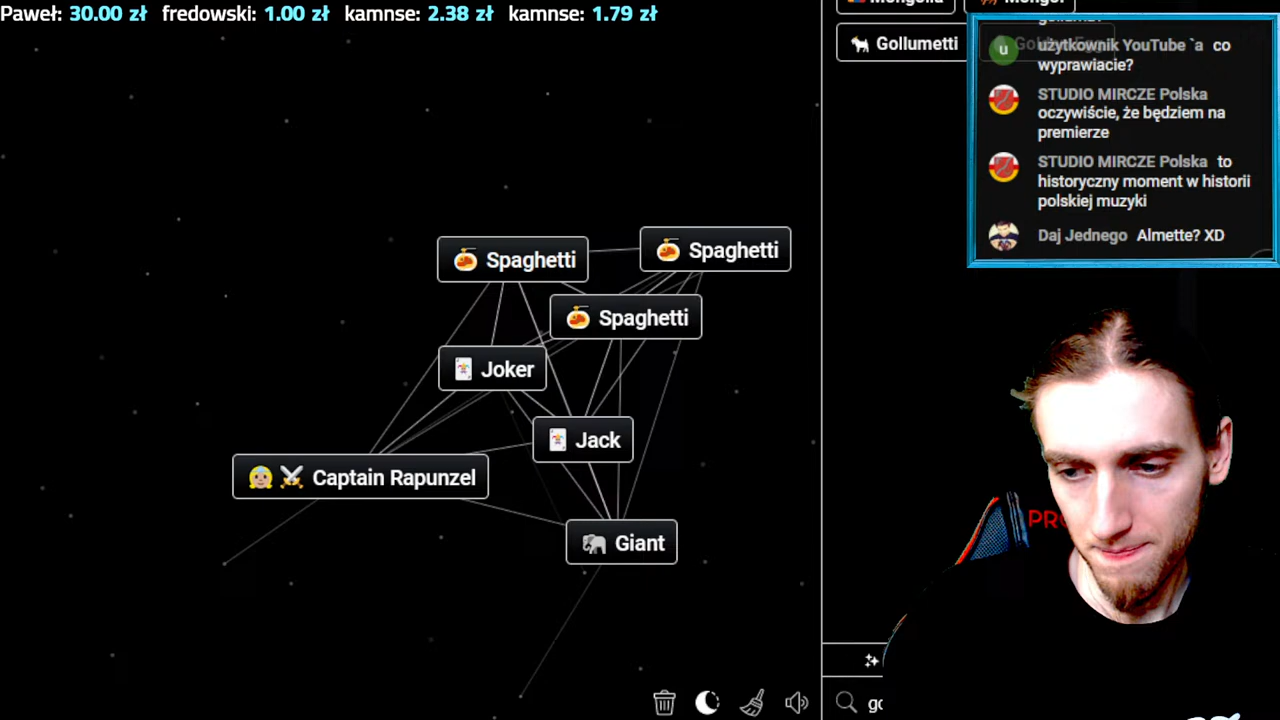 Paweł: 30.00 zł fredowski: 1.00 zł kamnse: 2.38 zł kamnse: 1.79 zł
Mongolia
Gollumetti
użytkownik YouTube `a co
wyprawiacie?
STUDIO MIRCZE Polska
oczywiście, że będziem na
premierze
STUDIO MIRCZE Polska to
historyczny moment w historii
polskiej muzyki
Daj Jednego Almette? XD
Spaghetti
Spaghetti
Spaghetti
Joker
Jack
Captain Rapunzel
Giant
PRO
go